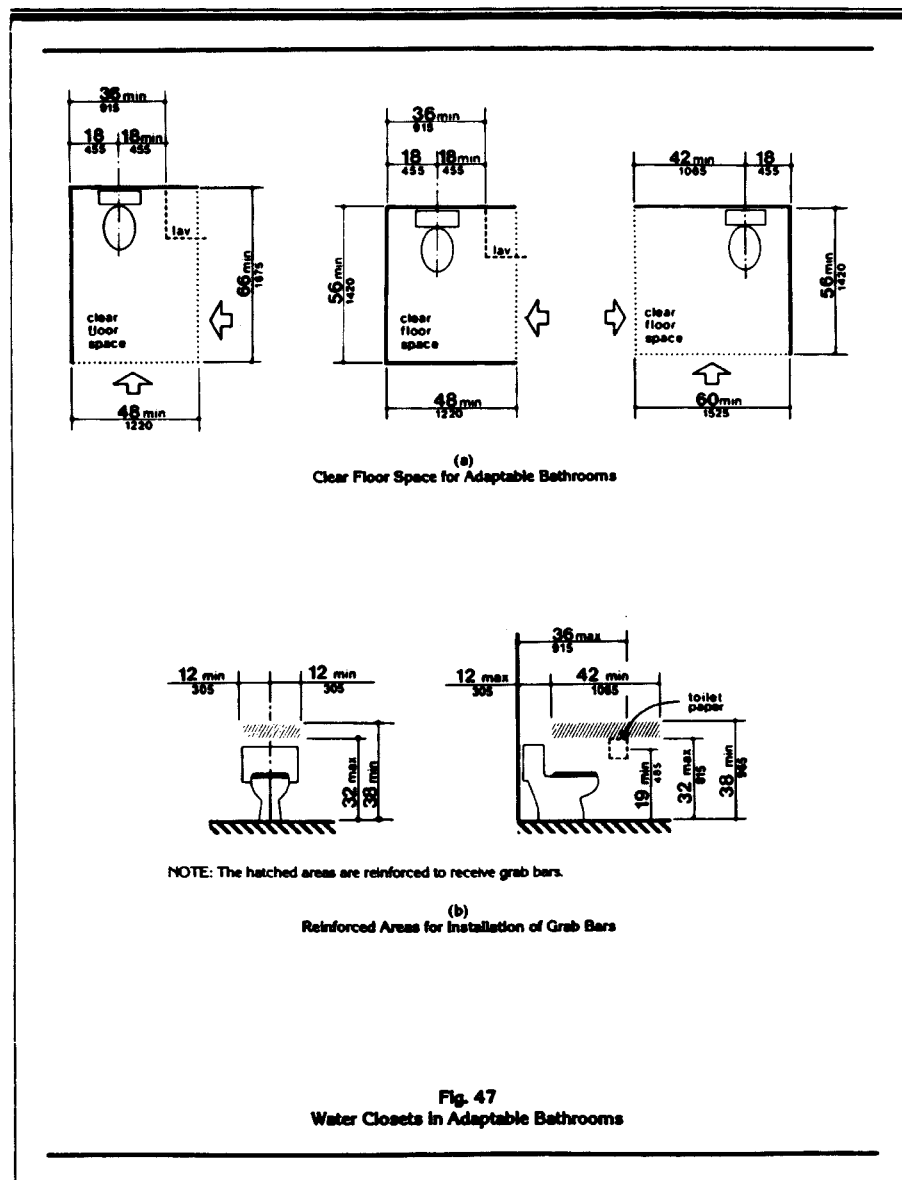 36 min
915
18
455
18 min
455
lav
66 min
1675
clear
floor
space
48 min
1220
36 min
915
18
455
18 min
455
lav
56 min
1420
clear
floor
space
48 min
1220
42 min
1065
18
455
56 min
1420
clear
floor
space
60 min
1525
(a)
Clear Floor Space for Adaptable Bathrooms
12 min
305
12 min
305
32 max
38 min
36 max
915
12 max
305
42 min
1065
toilet
paper
19 min
485
32 max
815
38 min
965
NOTE: The hatched areas are reinforced to receive grab bars.
(b)
Reinforced Areas for Installation of Grab Bars
Fig. 47
Water Closets in Adaptable Bathrooms